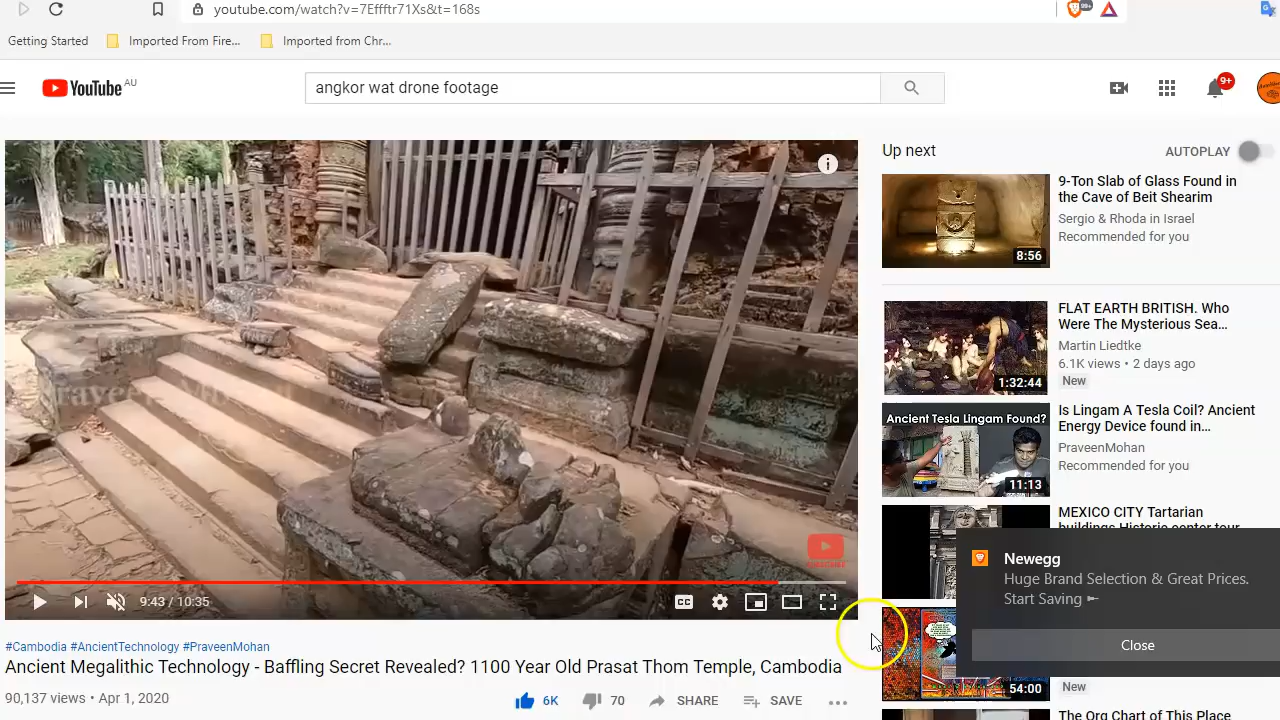 youtube.com/watch?v=7Effftr71Xs&t=168s
99+
Getting Started
Imported From Fire...
Imported from Chr...
YouTube AU
angkor wat drone footage
9+
Up next
AUTOPLAY
9-Ton Slab of Glass Found in
the Cave of Beit Shearim
Sergio & Rhoda in Israel
Recommended for you
8:56
FLAT EARTH BRITISH. Who
Were The Mysterious Sea...
Martin Liedtke
6.1K views • 2 days ago
New
1:32:44
Ancient Tesla Lingam Found?
Is Lingam A Tesla Coil? Ancient
Energy Device found in...
PraveenMohan
Recommended for you
11:13
MEXICO CITY Tartarian
buildings Historic center tour
Newegg
Huge Brand Selection & Great Prices.
Start Saving
Close
54:00
New
The Org Chart of This Place
SUBSCRIBE
9:43 / 10:35
CC
#Cambodia #AncientTechnology #PraveenMohan
Ancient Megalithic Technology - Baffling Secret Revealed? 1100 Year Old Prasat Thom Temple, Cambodia
90,137 views • Apr 1, 2020
6K
70
SHARE
SAVE